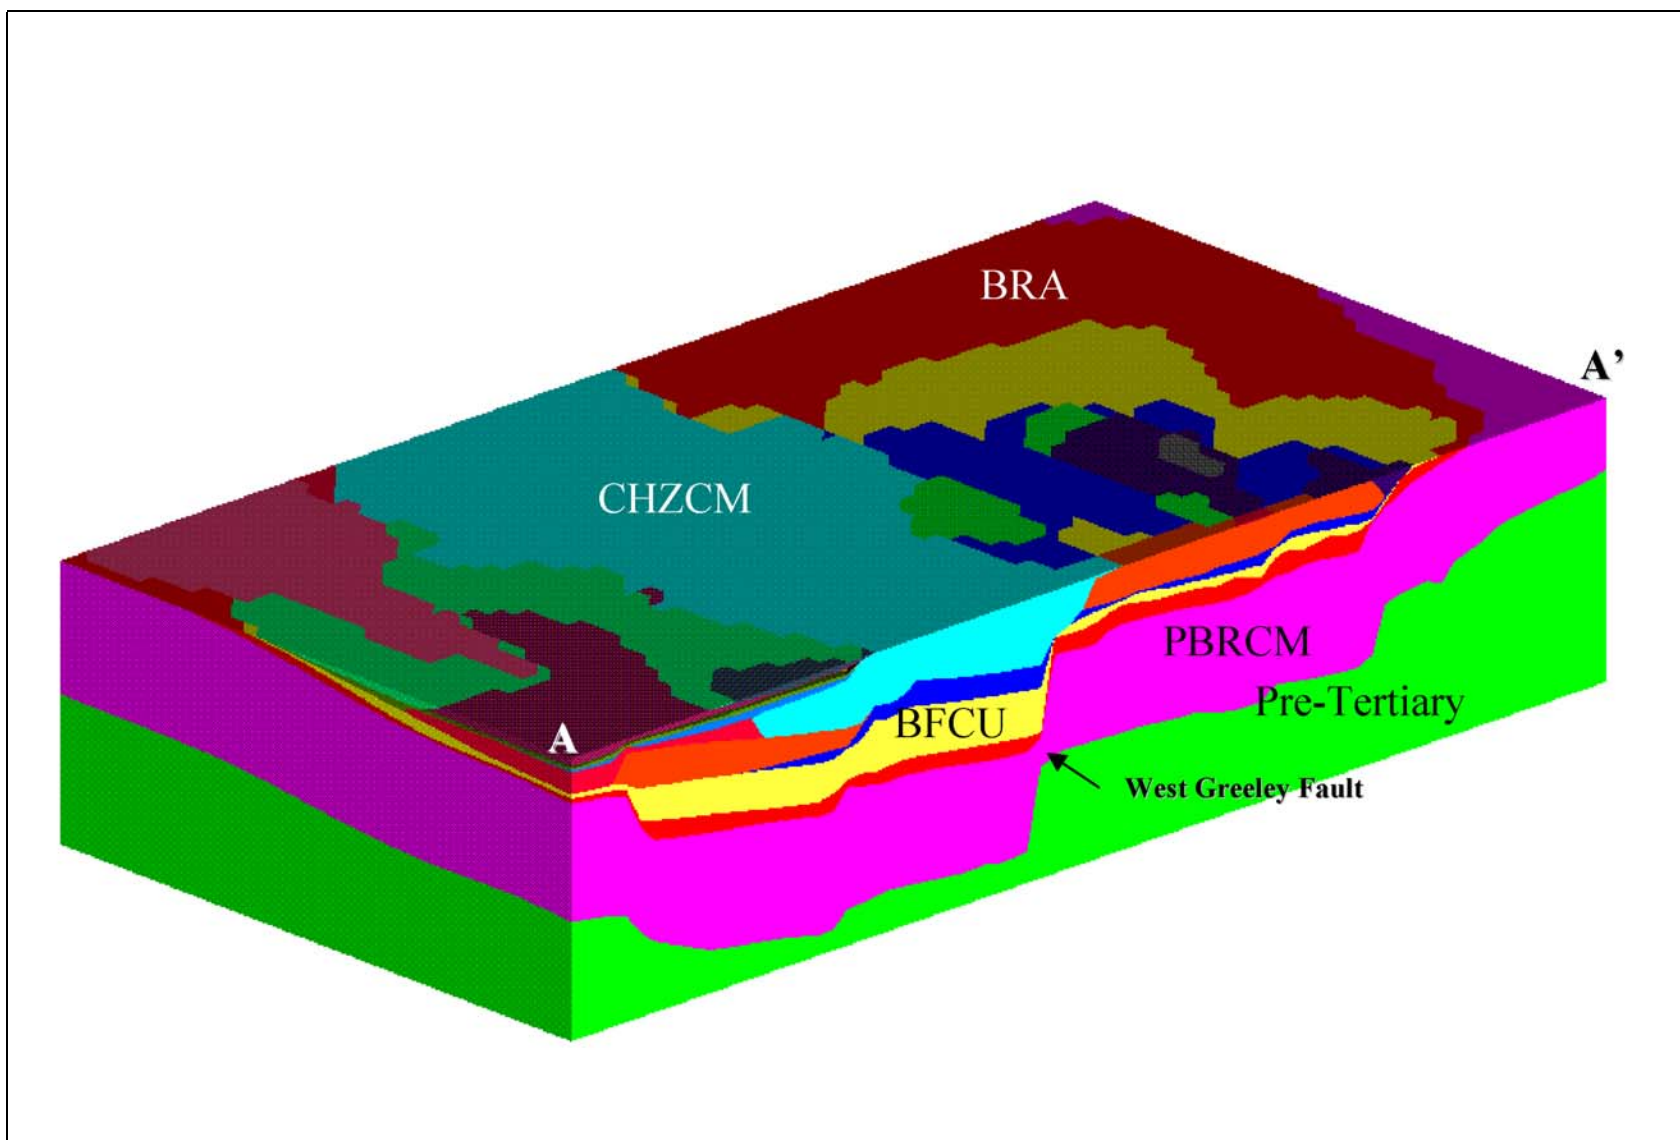 BRA
A’
CHZCM
PBRCM
Pre-Tertiary
BFCU
A
West Greeley Fault